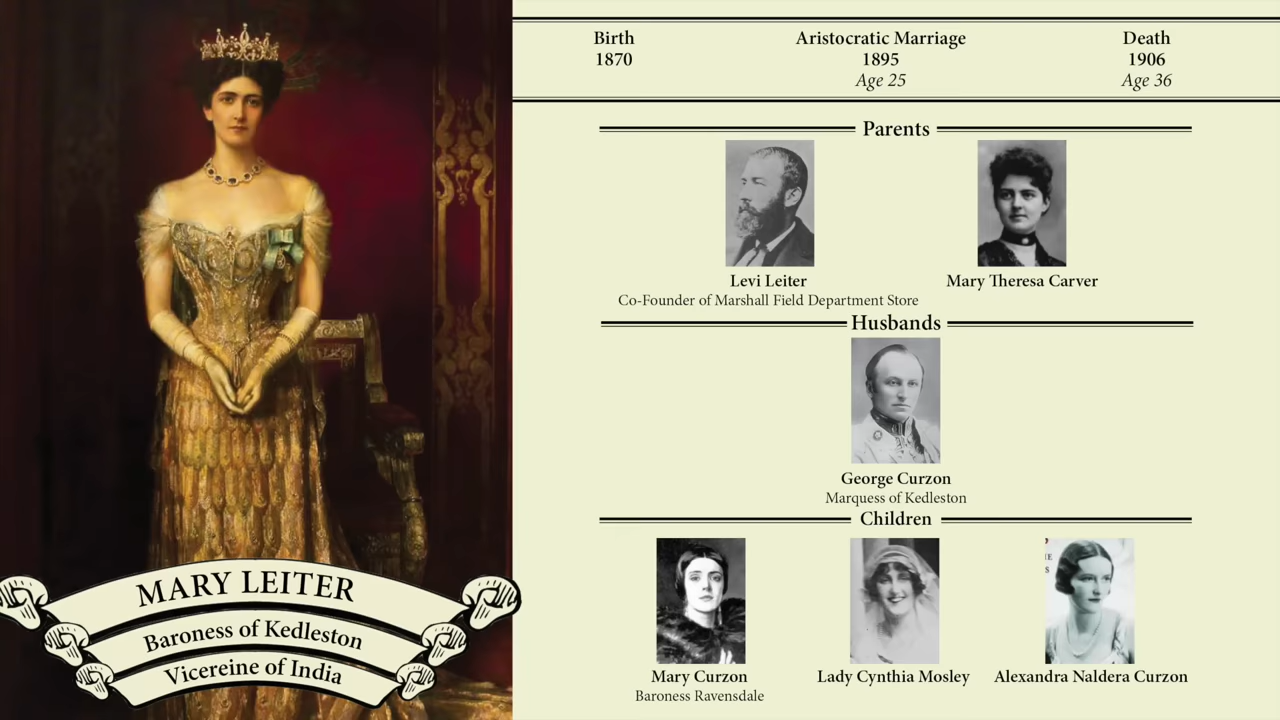 MARY LEITER
Baroness of Kedleston
Vicereine of India
Birth
1870
Aristocratic Marriage
1895
Age 25
Death
1906
Age 36
Parents
Levi Leiter
Co-Founder of Marshall Field Department Store
Mary Theresa Carver
Husbands
George Curzon
Marquess of Kedleston
Children
Mary Curzon
Baroness Ravensdale
Lady Cynthia Mosley
Alexandra Naldera Curzon